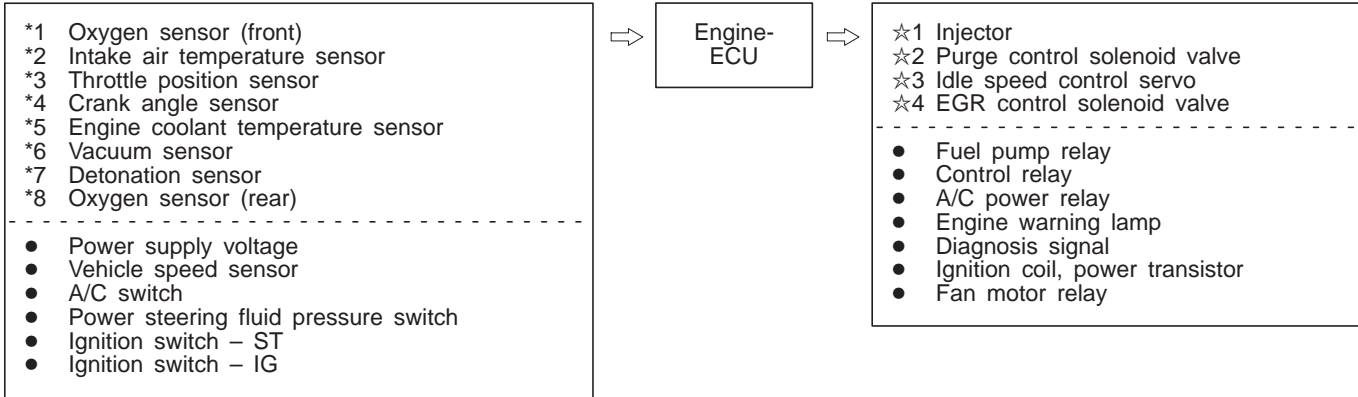 *1 Oxygen sensor (front)
*2 Intake air temperature sensor
*3 Throttle position sensor
*4 Crank angle sensor
*5 Engine coolant temperature sensor
*6 Vacuum sensor
*7 Detonation sensor
*8 Oxygen sensor (rear)
● Power supply voltage
● Vehicle speed sensor
● A/C switch
● Power steering fluid pressure switch
● Ignition switch – ST
● Ignition switch – IG
Engine-
ECU
☆1 Injector
☆2 Purge control solenoid valve
☆3 Idle speed control servo
☆4 EGR control solenoid valve
● Fuel pump relay
● Control relay
● A/C power relay
● Engine warning lamp
● Diagnosis signal
● Ignition coil, power transistor
● Fan motor relay